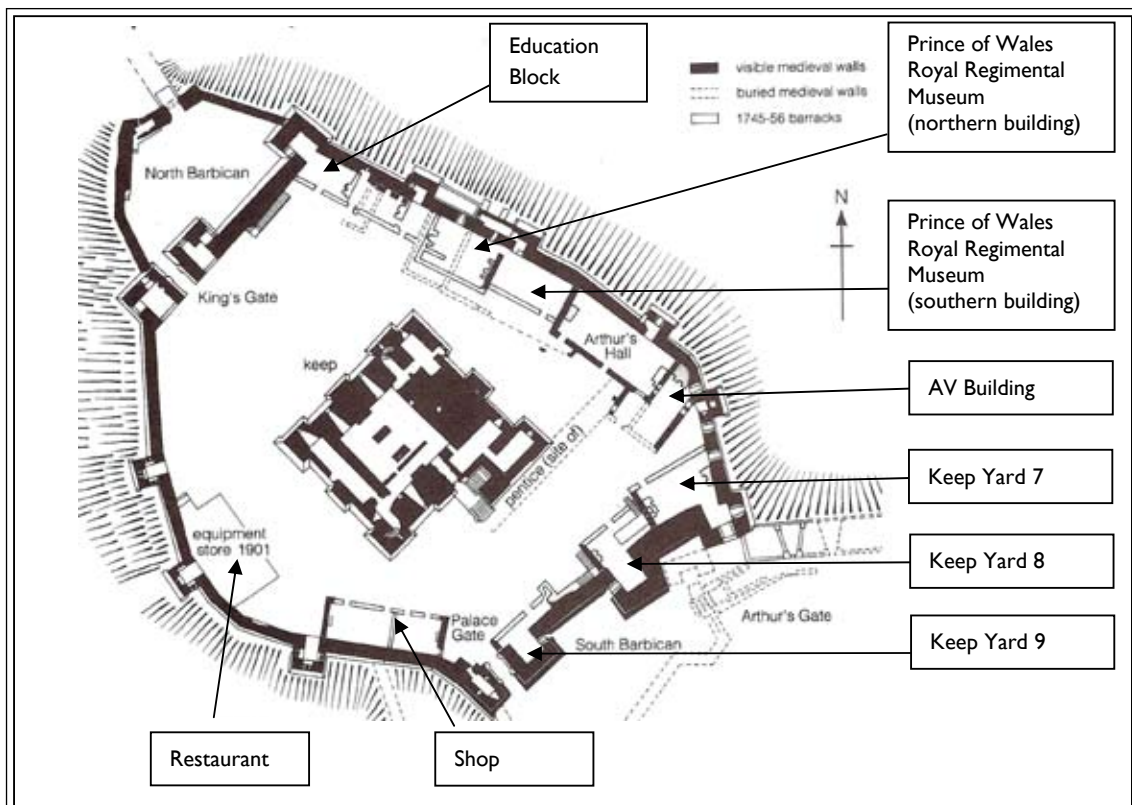 Education
Block
Prince of Wales
Royal Regimental
Museum
(northern building)
visible medieval walls
buried medieval walls
1745-56 barracks
North Barbican
N
Prince of Wales
Royal Regimental
Museum
(southern building)
King's Gate
Arthur's
Hall
keep
AV Building
pentice (site of)
Keep Yard 7
equipment
store 1901
Keep Yard 8
Palace
Gate
Arthur's Gate
South Barbican
Keep Yard 9
Restaurant
Shop